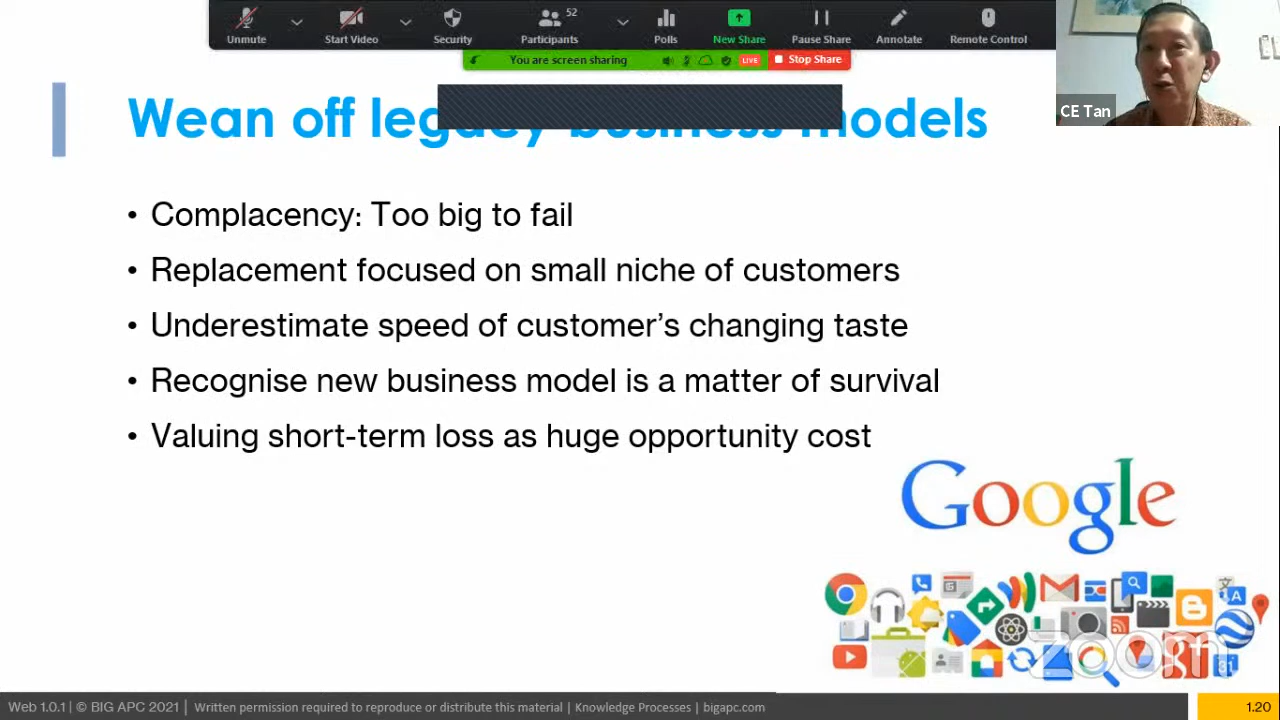 52
Unmute
Start Video
Security
Participants
Polls
New Share
Pause Share
Annotate
Remote Control
You are screen sharing
LIVE
Stop Share
CE Tan
Wean off legacy business models
• Complacency: Too big to fail
• Replacement focused on small niche of customers
• Underestimate speed of customer’s changing taste
• Recognise new business model is a matter of survival
• Valuing short-term loss as huge opportunity cost
Google
zoom
31
Web 1.0.1 | © BIG APC 2021 | Written permission required to reproduce or distribute this material | Knowledge Processes | bigapc.com
1.20